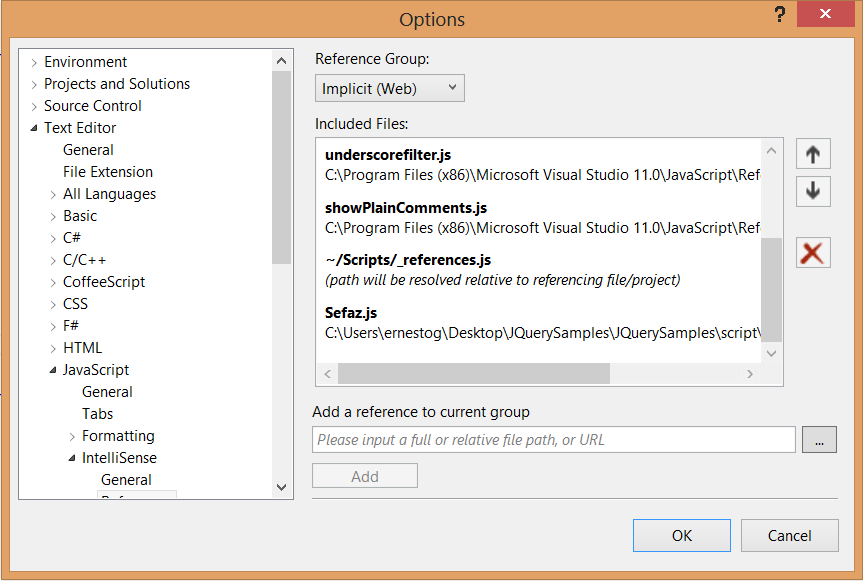 Options
?
Environment
Projects and Solutions
Source Control
Text Editor
General
File Extension
All Languages
Basic
C#
C/C++
CoffeeScript
CSS
F#
HTML
JavaScript
General
Tabs
Formatting
IntelliSense
General
Reference Group:
Implicit (Web)
Included Files:
underscorefilter.js
C:\Program Files (x86)\Microsoft Visual Studio 11.0\JavaScript\Ref
showPlainComments.js
C:\Program Files (x86)\Microsoft Visual Studio 11.0\JavaScript\Ref
~/Scripts/_references.js
(path will be resolved relative to referencing file/project)
Sefaz.js
C:\Users\ernestog\Desktop\JQuerySamples\JQuerySamples\script\
Add a reference to current group
Please input a full or relative file path, or URL
...
Add
OK
Cancel